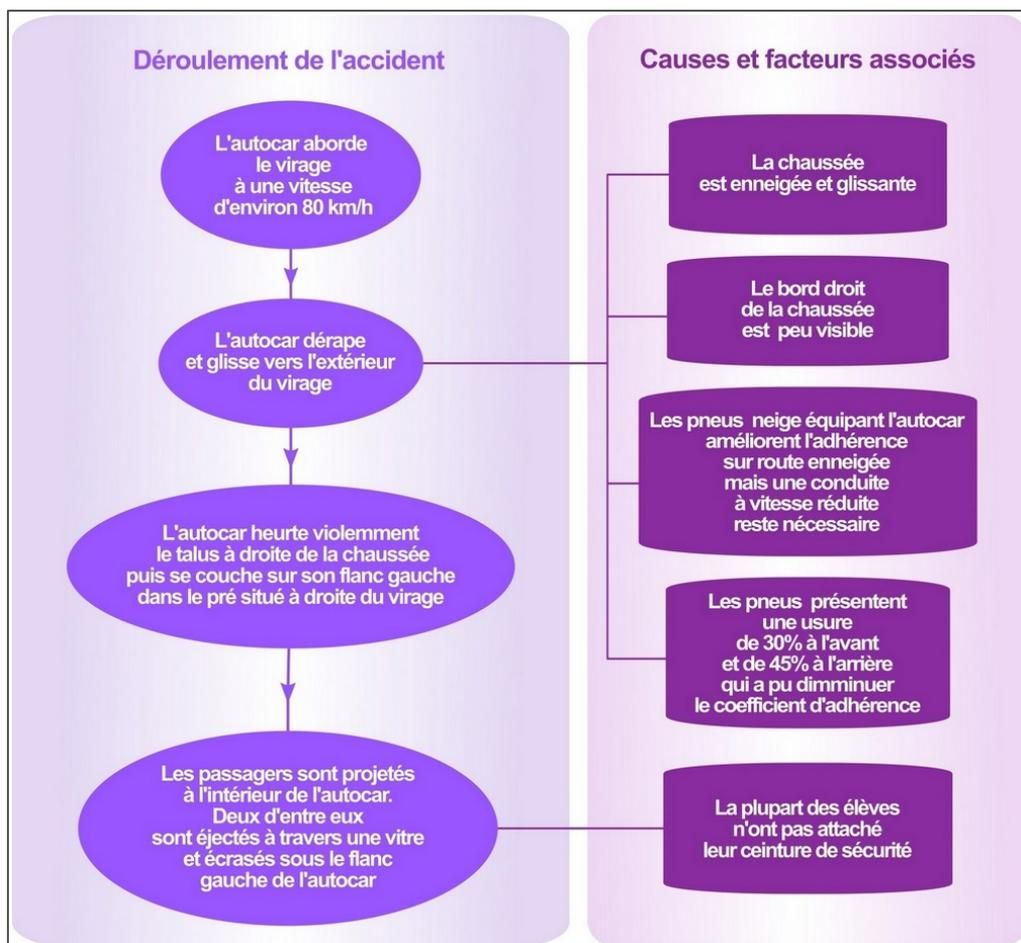 Déroulement de l'accident
L'autocar aborde
le virage
à une vitesse
d'environ 80 km/h
L'autocar dérape
et glisse vers l'extérieur
du virage
L'autocar heurte violemment
le talus à droite de la chaussée
puis se couche sur son flanc gauche
dans le pré situé à droite du virage
Les passagers sont projetés
à l'intérieur de l'autocar.
Deux d'entre eux
sont éjectés à travers une vitre
et écrasés sous le flanc
gauche de l'autocar
Causes et facteurs associés
La chaussée
est enneigée et glissante
Le bord droit
de la chaussée
est peu visible
Les pneus neige équipant l'autocar
améliorent l'adhérence
sur route enneigée
mais une conduite
à vitesse réduite
reste nécessaire
Les pneus présentent
une usure
de 30% à l'avant
et de 45% à l'arrière
qui a pu dimminuer
le coefficient d'adhérence
La plupart des élèves
n'ont pas attaché
leur ceinture de sécurité